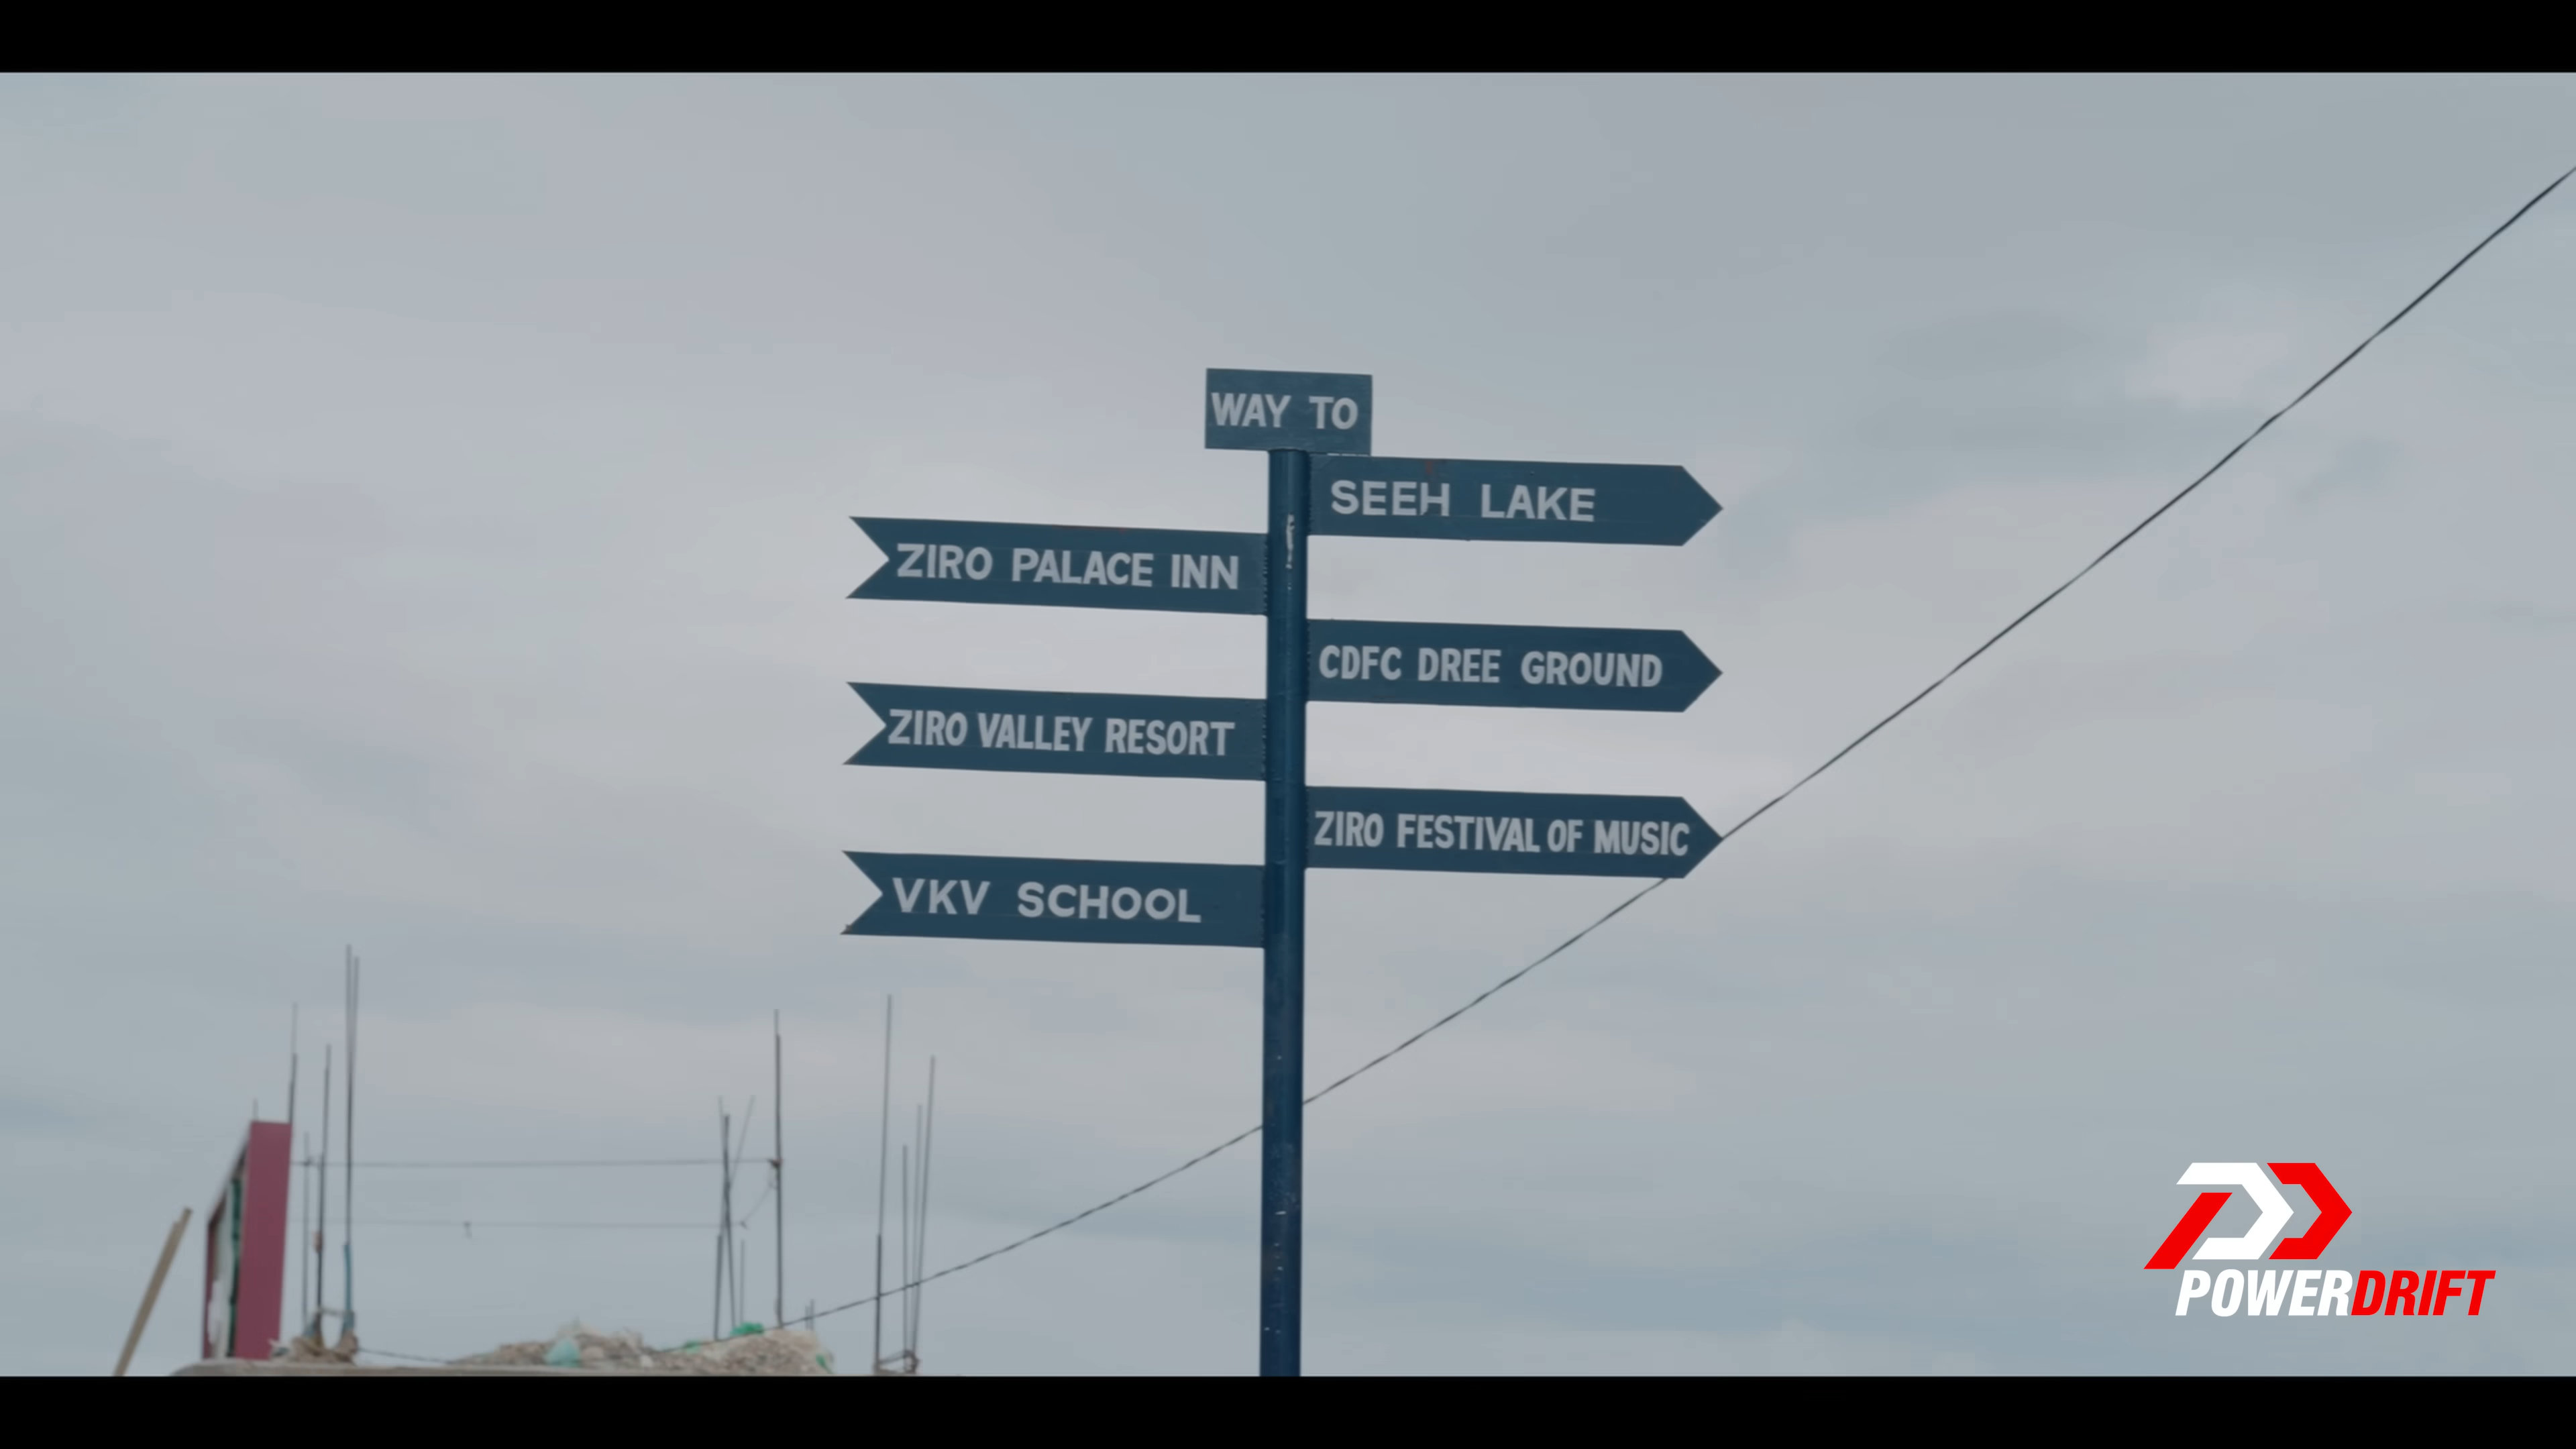 WAY TO
SEEH LAKE
ZIRO PALACE INN
CDFC DREE GROUND
ZIRO VALLEY RESORT
ZIRO FESTIVAL OF MUSIC
VKV SCHOOL
POWERDRIFT